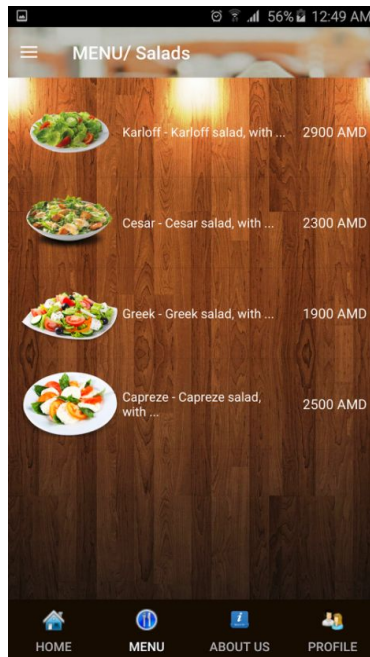 56% 12:49 AM
MENU/ Salads
Karloff - Karloff salad, with ... 2900 AMD
Cesar - Cesar salad, with ... 2300 AMD
Greek - Greek salad, with ... 1900 AMD
Capreze - Capreze salad,
with ... 2500 AMD
HOME MENU ABOUT US PROFILE